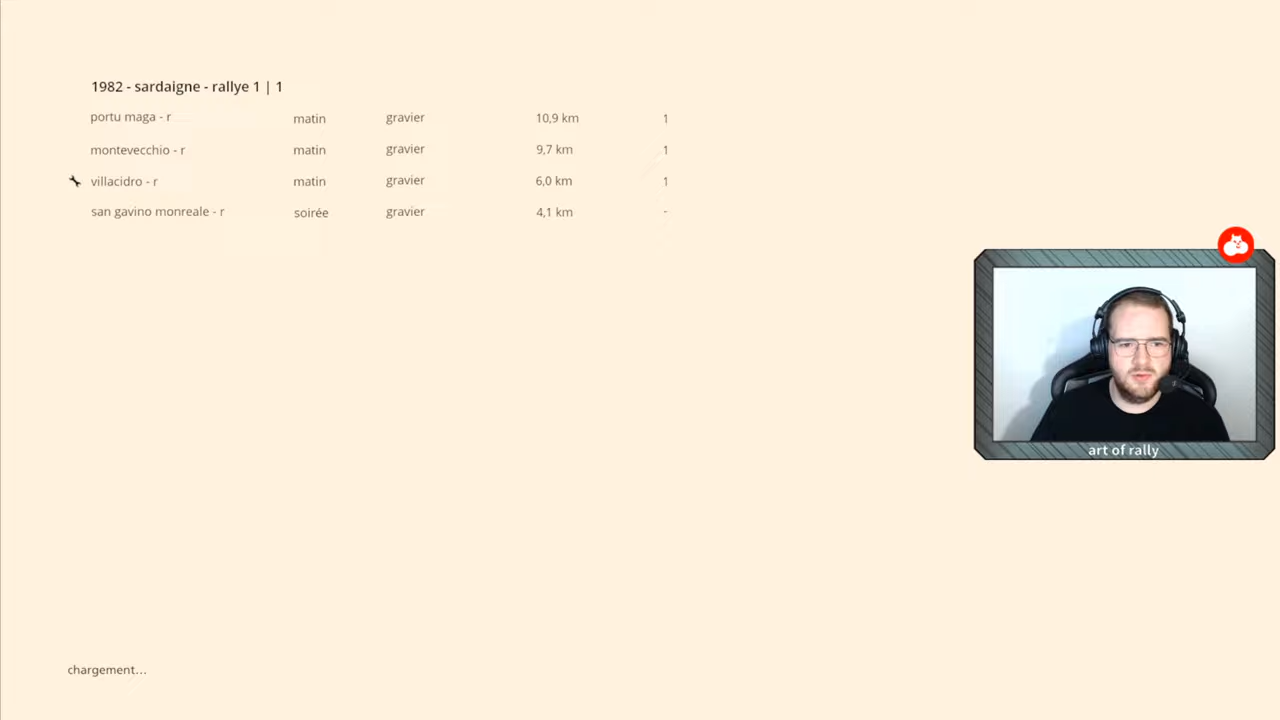 1982 - sardaigne - rallye 1 | 1
portu maga - r matin gravier 10,9 km 1
montevecchio - r matin gravier 9,7 km 1
villacidro - r matin gravier 6,0 km 1
san gavino monreale - r soirée gravier 4,1 km -
art of rally
chargement...